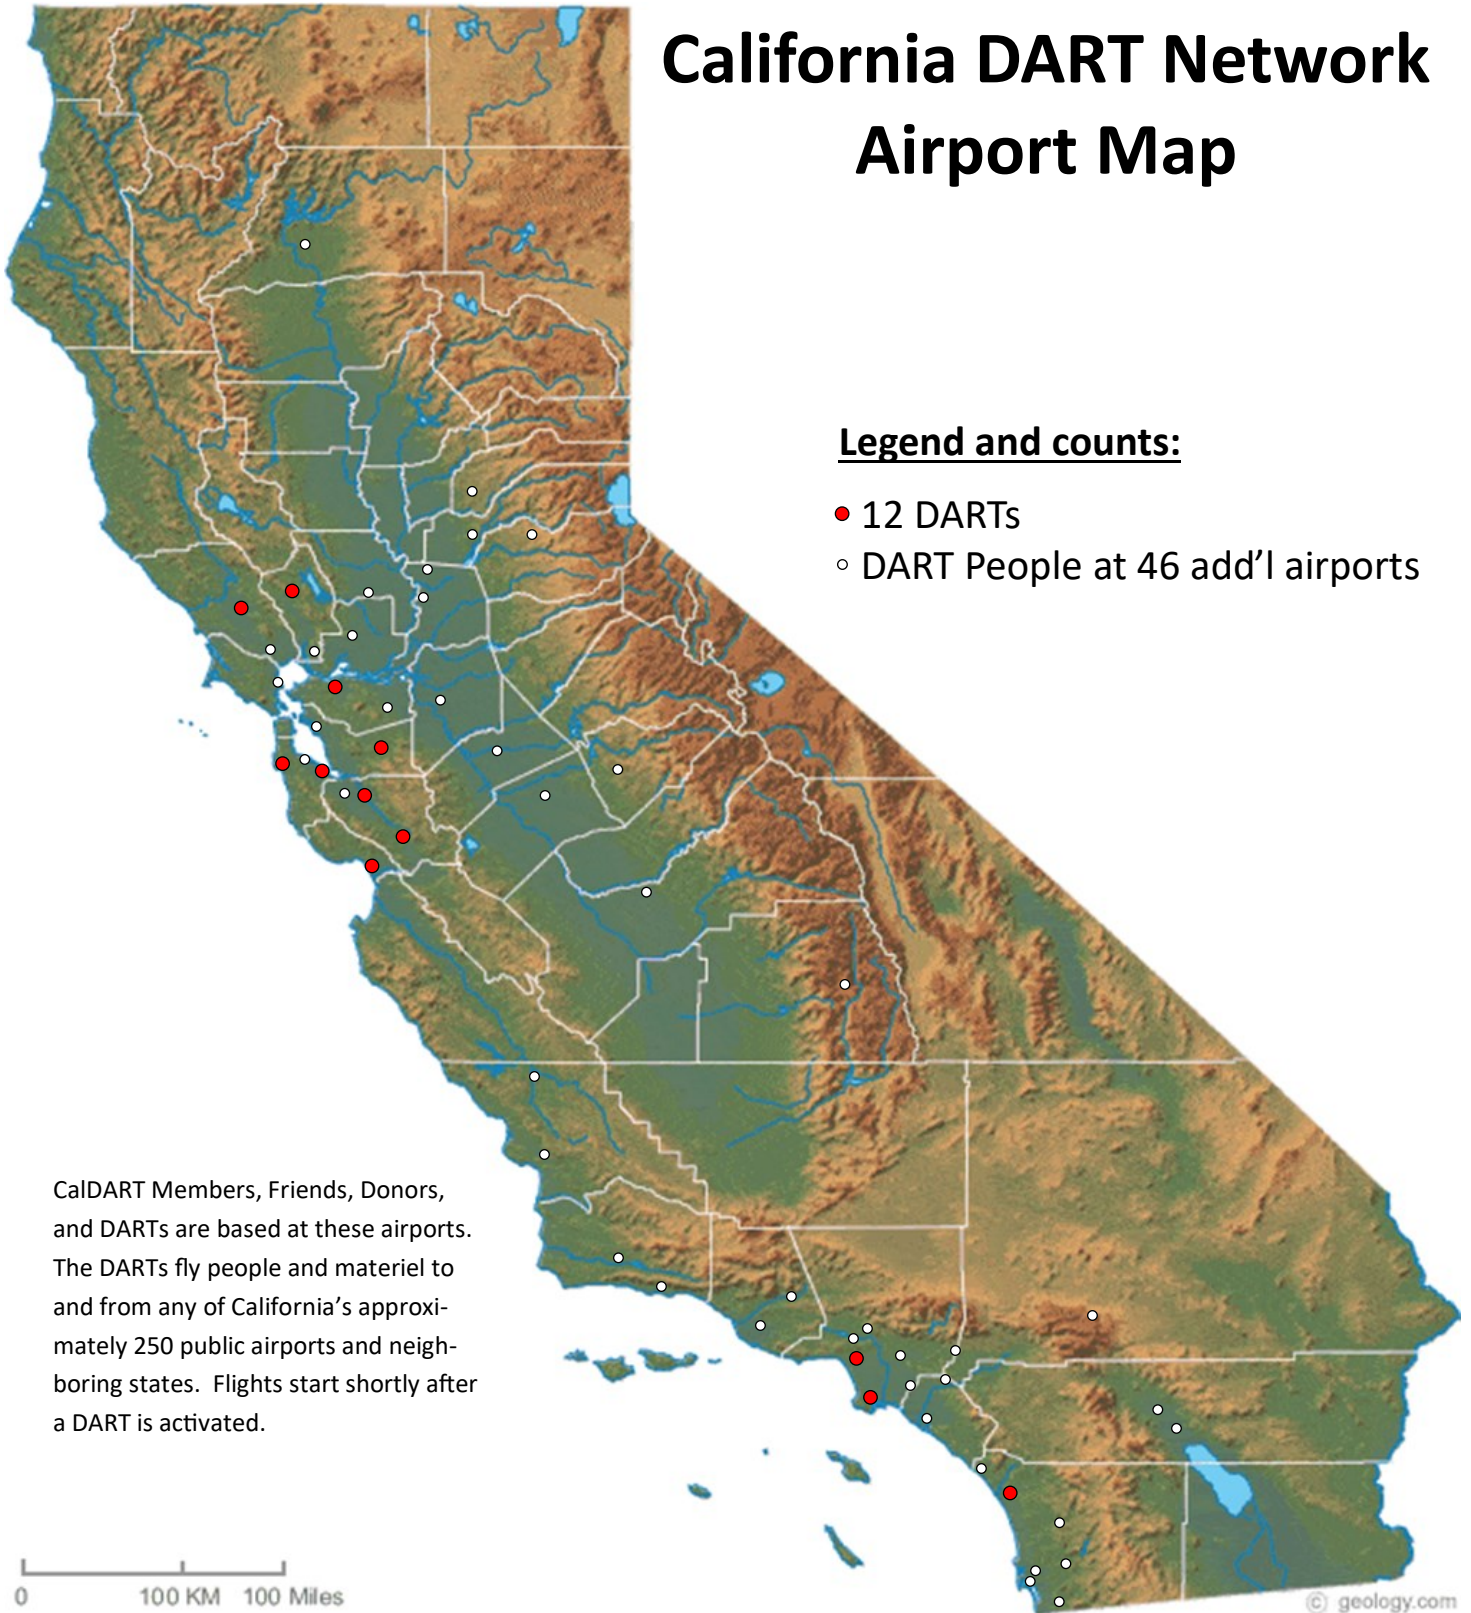 California DART Network
Airport Map
Legend and counts:
12 DARTs
DART People at 46 add’l airports
CalDART Members, Friends, Donors,
and DARTs are based at these airports.
The DARTs fly people and materiel to
and from any of California’s approxi-
mately 250 public airports and neigh-
boring states.  Flights start shortly after
a DART is activated.
0 100 KM 100 Miles
© geology.com